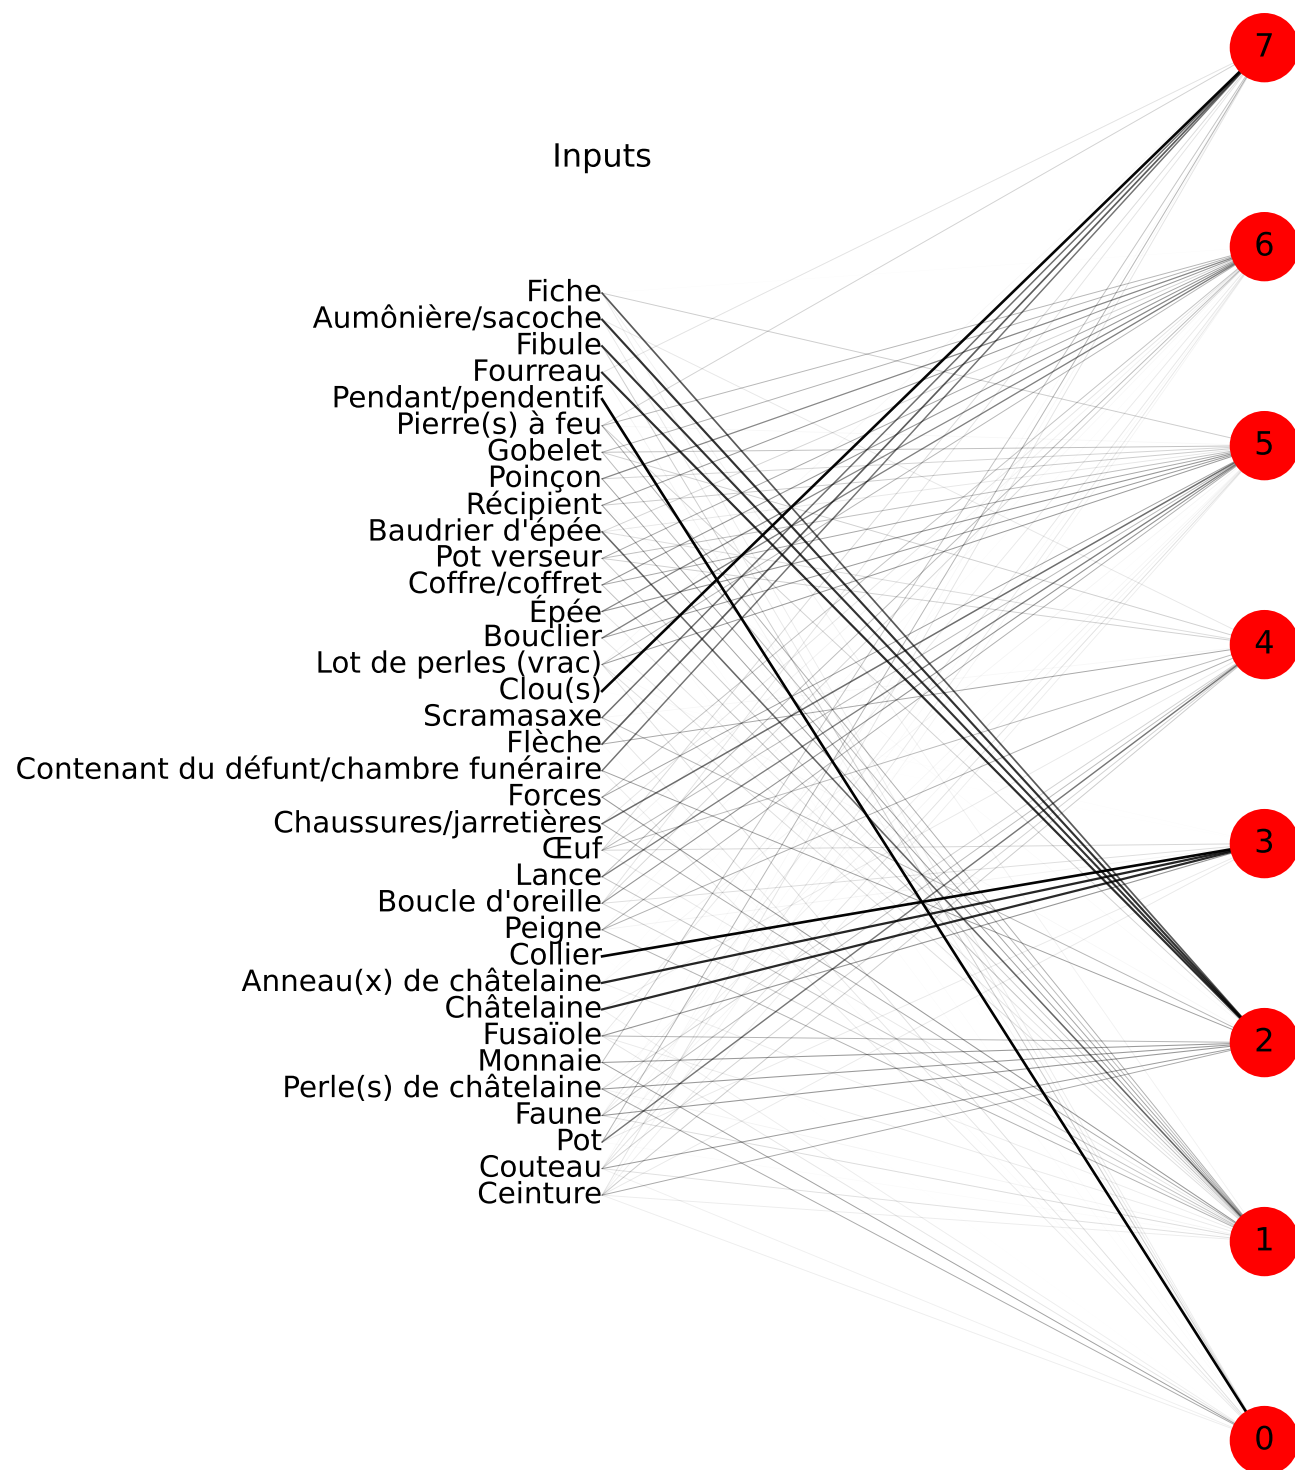 7
Inputs
6
Fiche
Aumônière/sacoche
Fibule
Fourreau
Pendant/pendentif
Pierre(s) à feu
5
Gobelet
Poinçon
Récipient
Baudrier d'épée
Pot verseur
Coffre/coffret
Épée
Bouclier
4
Lot de perles (vrac)
Clou(s)
Scramasaxe
Flèche
Contenant du défunt/chambre funéraire
Forces
Chaussures/jarretières
3
Œuf
Lance
Boucle d'oreille
Peigne
Collier
Anneau(x) de châtelaine
Châtelaine
Fusaïole
2
Monnaie
Perle(s) de châtelaine
Faune
Pot
Couteau
Ceinture
1
0